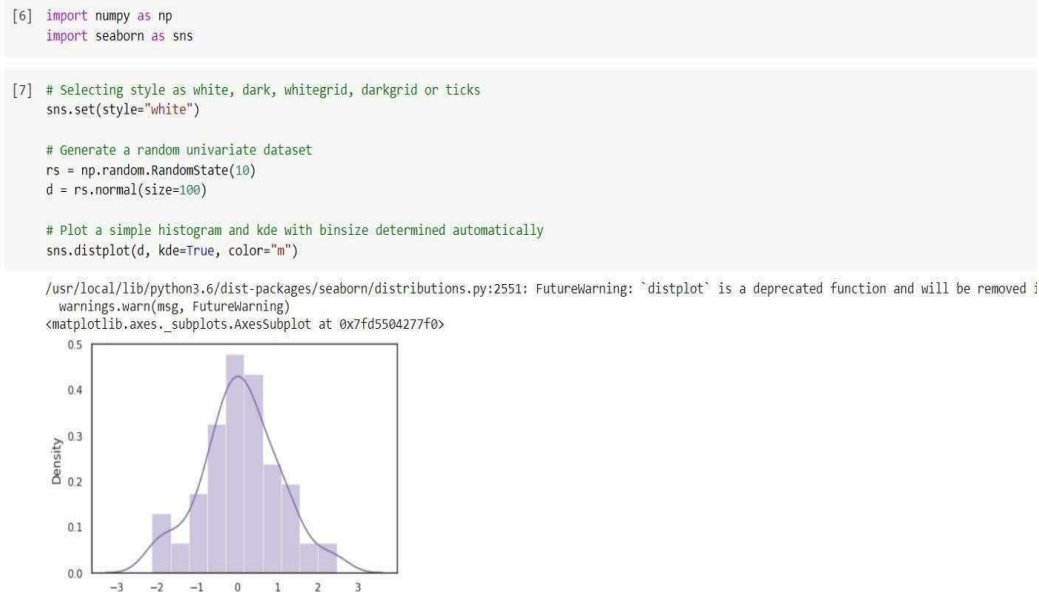 [6] import numpy as np
import seaborn as sns
[7] # Selecting style as white, dark, whitegrid, darkgrid or ticks
sns.set(style="white")
# Generate a random univariate dataset
rs = np.random.RandomState(10)
d = rs.normal(size=100)
# Plot a simple histogram and kde with binsize determined automatically
sns.distplot(d, kde=True, color="m")
/usr/local/lib/python3.6/dist-packages/seaborn/distributions.py:2551: FutureWarning: `distplot` is a deprecated function and will be removed i
warnings.warn(msg, FutureWarning)
<matplotlib.axes._subplots.AxesSubplot at 0x7fd5504277f0>
0.5
0.4
0.3
0.2
0.1
0.0
Density
−3 −2 −1 0 1 2 3